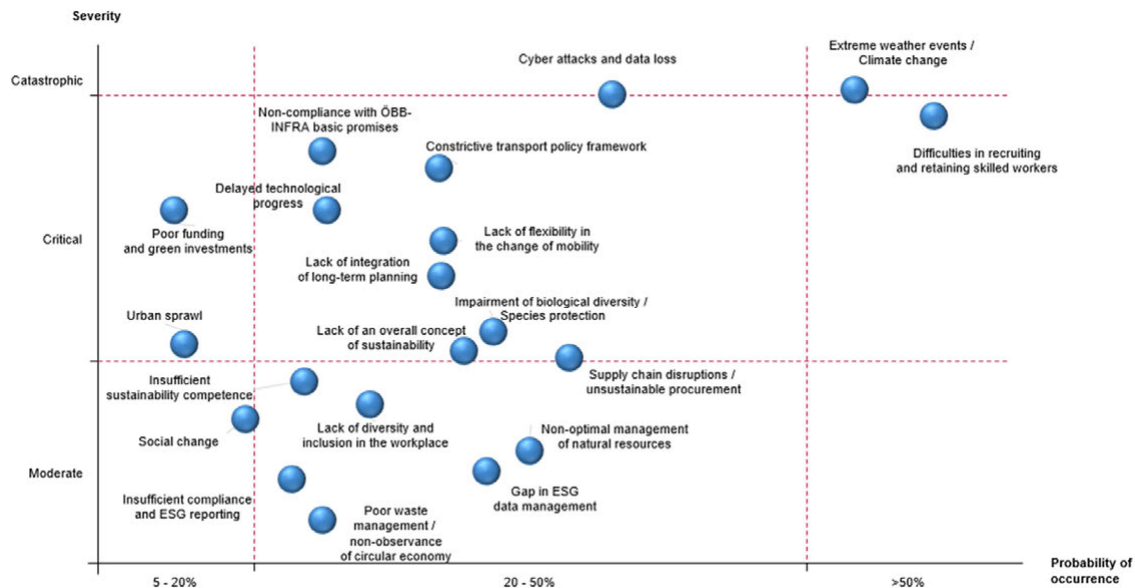 Severity
Catastrophic
Critical
Moderate
Cyber attacks and data loss
Extreme weather events /
Climate change
Non-compliance with ÖBB-
INFRA basic promises
Constrictive transport policy framework
Difficulties in recruiting
and retaining skilled workers
Delayed technological
progress
Poor funding
and green investments
Lack of flexibility in
the change of mobility
Lack of integration
of long-term planning
Impairment of biological diversity /
Species protection
Urban sprawl
Lack of an overall concept
of sustainability
Supply chain disruptions /
unsustainable procurement
Insufficient
sustainability competence
Social change
Lack of diversity and
inclusion in the workplace
Non-optimal management
of natural resources
Insufficient compliance
and ESG reporting
Gap in ESG
data management
Poor waste
management /
non-observance
of circular economy
5 - 20%
20 - 50%
>50%
Probability of
occurrence